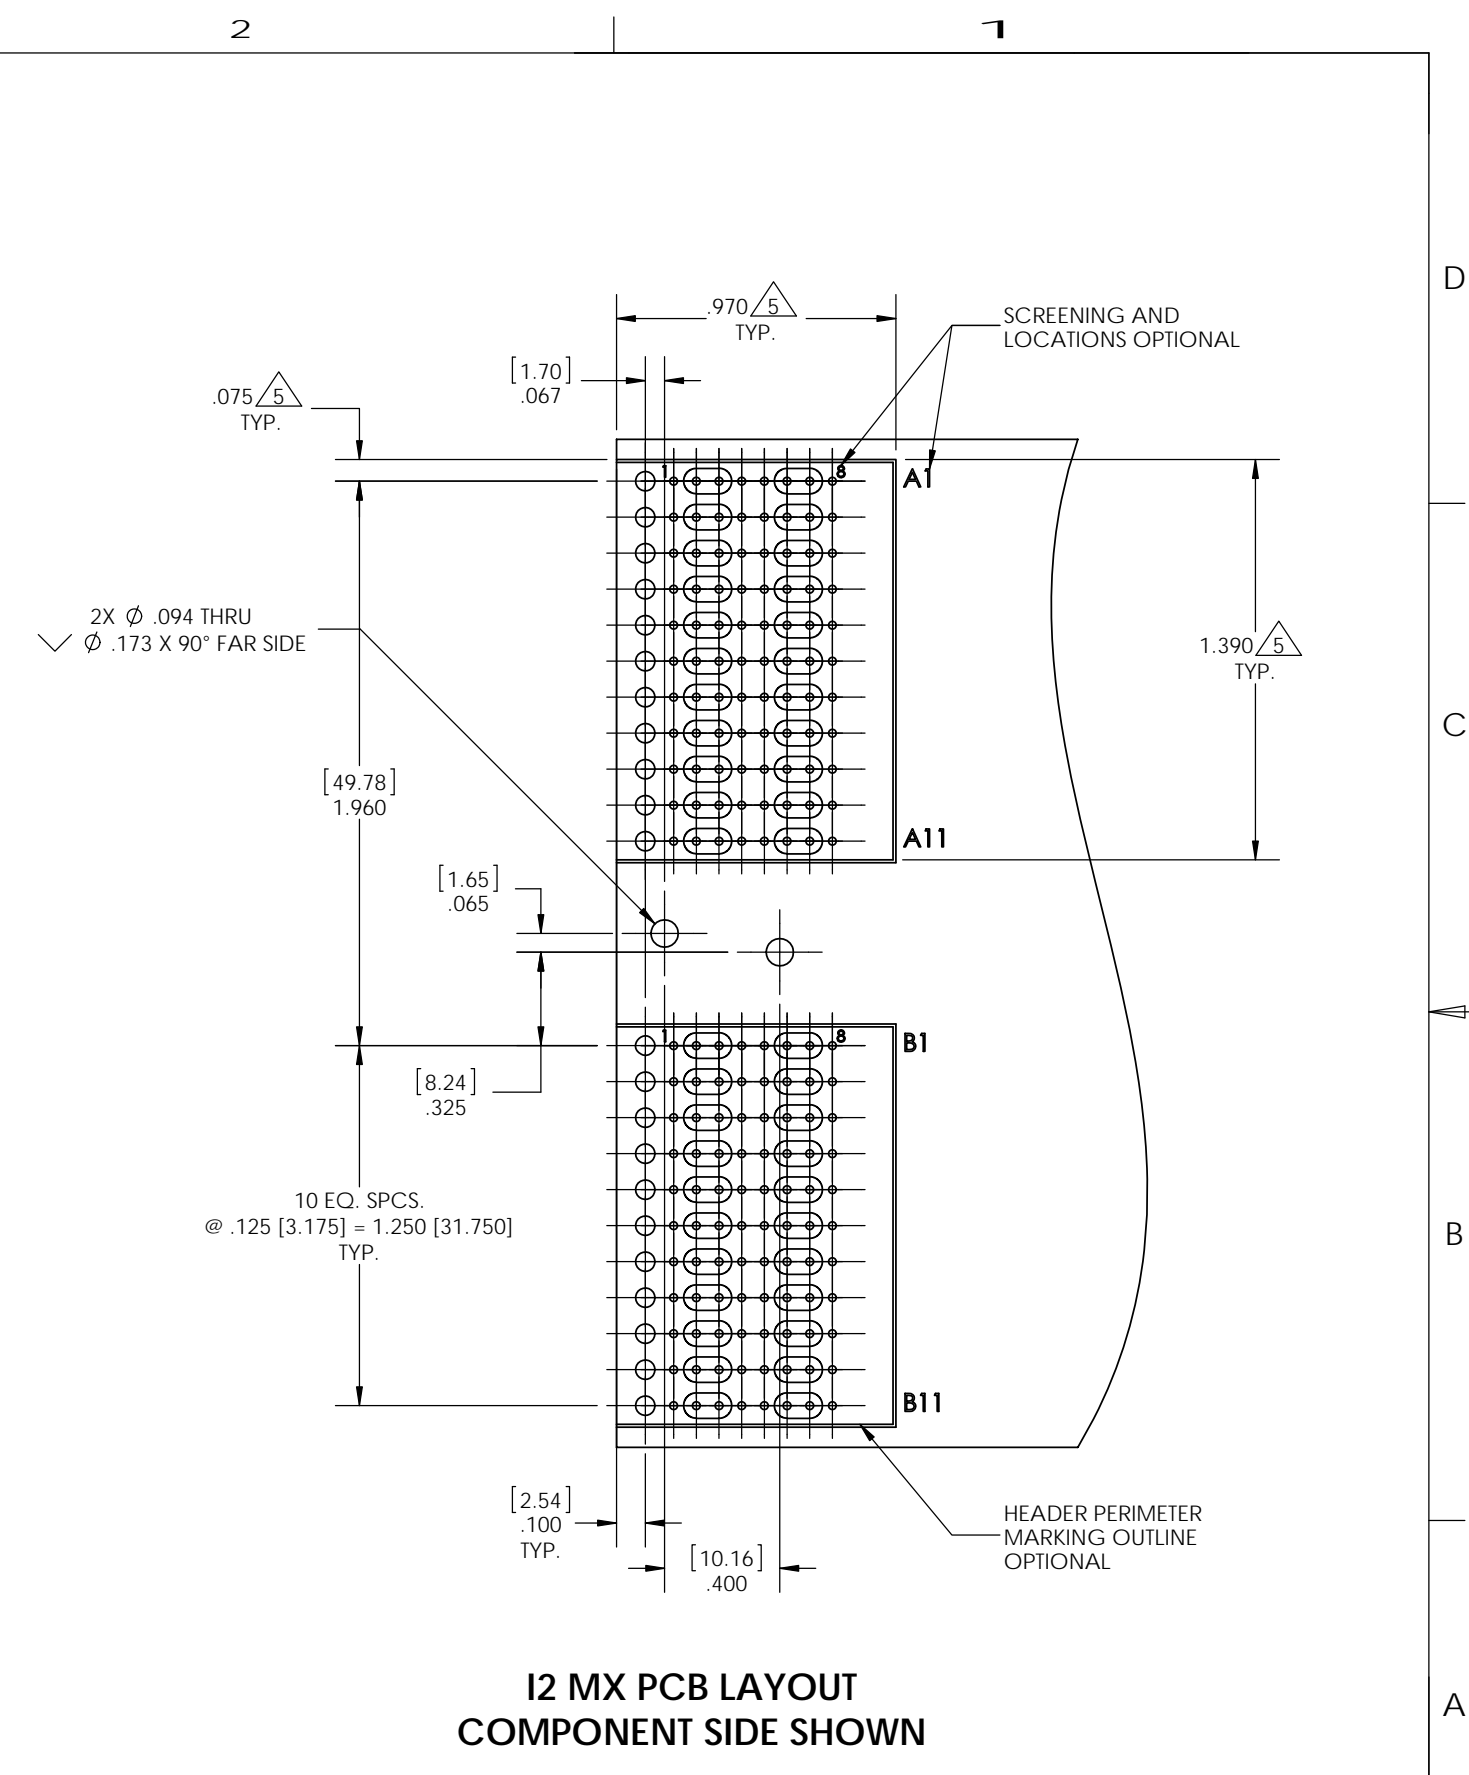 2
1
D
.970 5
TYP.
SCREENING AND
LOCATIONS OPTIONAL
[1.70]
.067
.075 5
TYP.
1
8
A1
2X Ø .094 THRU
⌵ Ø .173 X 90° FAR SIDE
1.390 5
TYP.
C
[49.78]
1.960
A11
[1.65]
.065
1
8
B1
[8.24]
.325
10 EQ. SPCS.
@ .125 [3.175] = 1.250 [31.750]
TYP.
B
B11
[2.54]
.100
TYP.
HEADER PERIMETER
MARKING OUTLINE
OPTIONAL
[10.16]
.400
I2 MX PCB LAYOUT
COMPONENT SIDE SHOWN
A